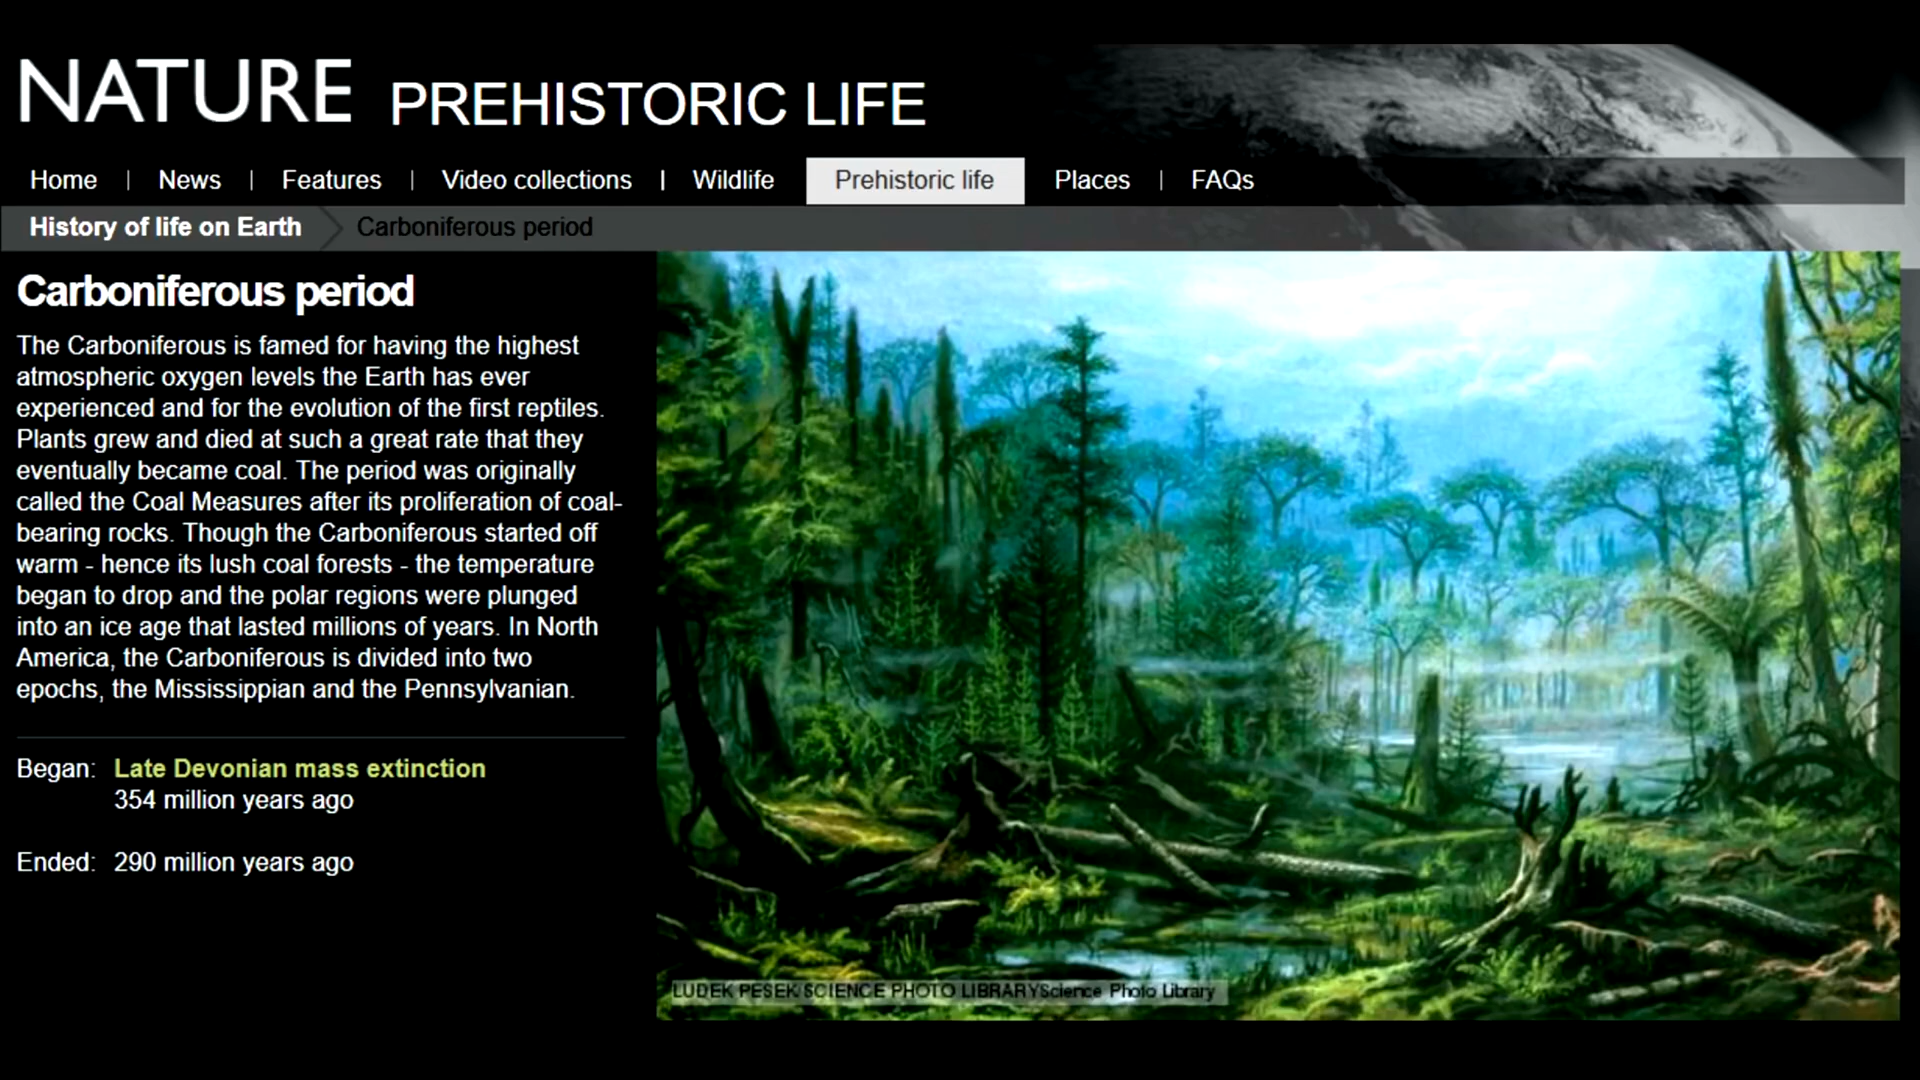 NATURE PREHISTORIC LIFE
Home | News | Features | Video collections | Wildlife Prehistoric life Places | FAQs
History of life on Earth Carboniferous period
Carboniferous period
The Carboniferous is famed for having the highest
atmospheric oxygen levels the Earth has ever
experienced and for the evolution of the first reptiles.
Plants grew and died at such a great rate that they
eventually became coal. The period was originally
called the Coal Measures after its proliferation of coal-
bearing rocks. Though the Carboniferous started off
warm - hence its lush coal forests - the temperature
began to drop and the polar regions were plunged
into an ice age that lasted millions of years. In North
America, the Carboniferous is divided into two
epochs, the Mississippian and the Pennsylvanian.
Began: Late Devonian mass extinction
354 million years ago
Ended: 290 million years ago
LUDEK PESEK/SCIENCE PHOTO LIBRARYScience Photo Library